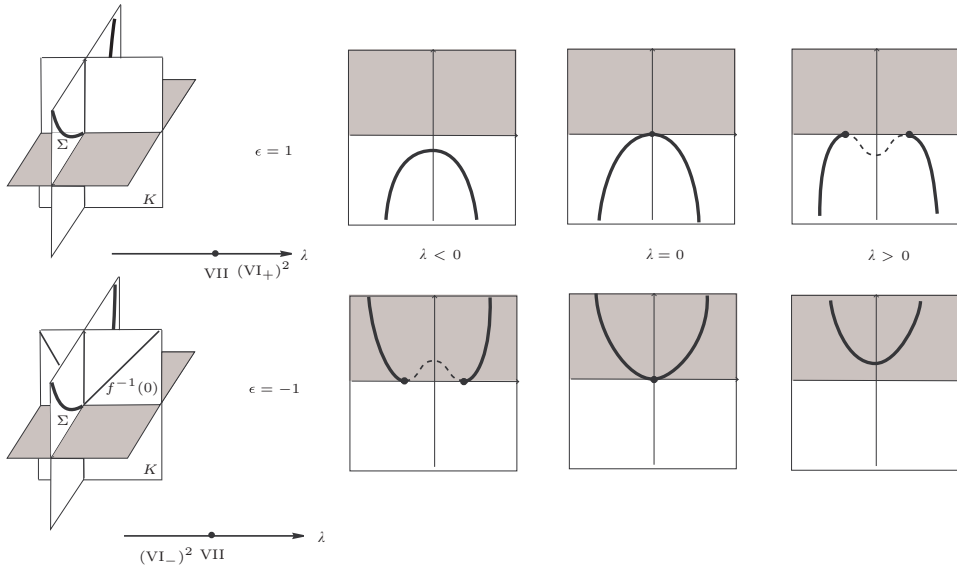 Σ
K
ϵ = 1
λ
VII (VI₊)²
λ < 0
λ = 0
λ > 0
f⁻¹(0)
Σ
K
ϵ = −1
λ
(VI₋)² VII